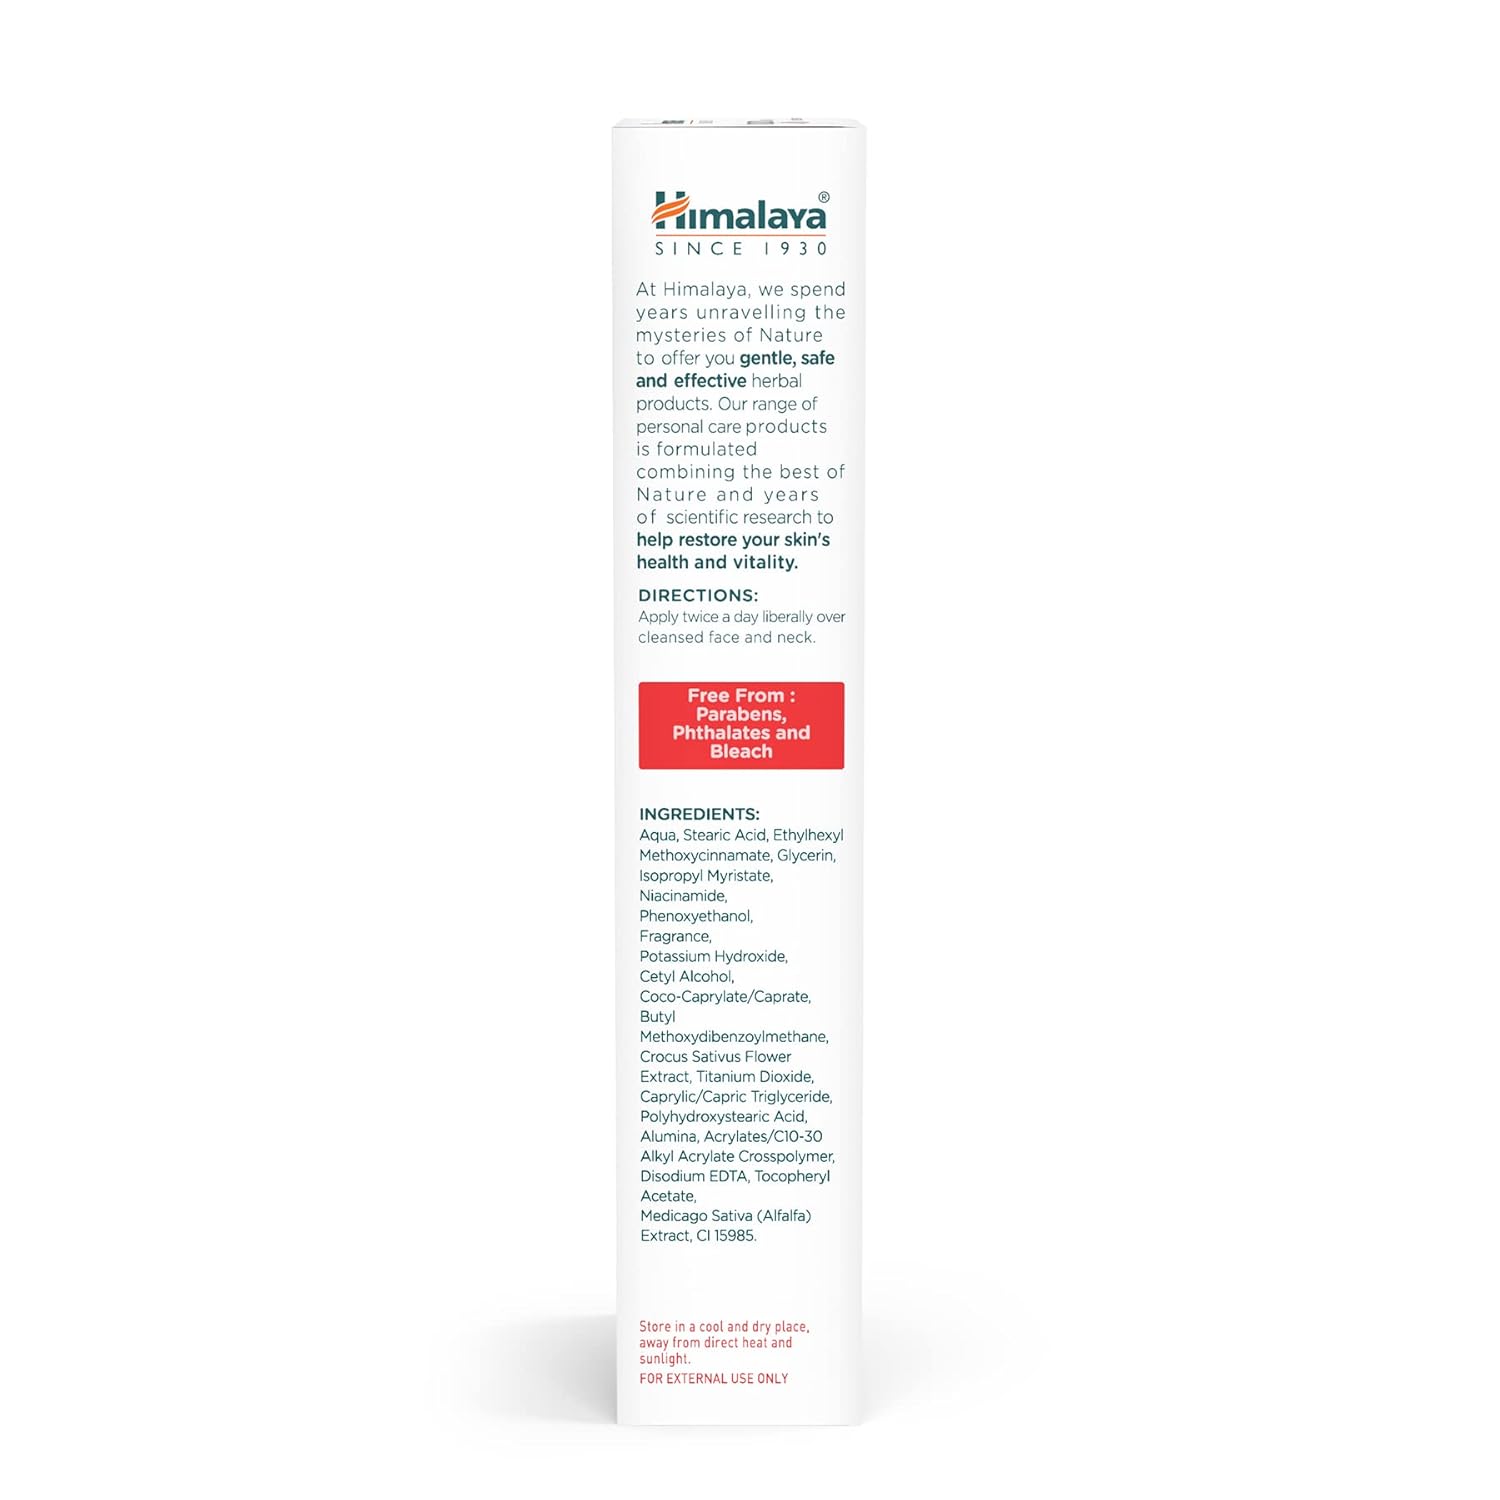 Himalaya®
SINCE 1930
At Himalaya, we spend
years unravelling the
mysteries of Nature
to offer you gentle, safe
and effective herbal
products. Our range of
personal care products
is formulated
combining the best of
Nature and years
of scientific research to
help restore your skin's
health and vitality.
DIRECTIONS:
Apply twice a day liberally over
cleansed face and neck.
Free From :
Parabens,
Phthalates and
Bleach
INGREDIENTS:
Aqua, Stearic Acid, Ethylhexyl
Methoxycinnamate, Glycerin,
Isopropyl Myristate,
Niacinamide,
Phenoxyethanol,
Fragrance,
Potassium Hydroxide,
Cetyl Alcohol,
Coco-Caprylate/Caprate,
Butyl
Methoxydibenzoylmethane,
Crocus Sativus Flower
Extract, Titanium Dioxide,
Caprylic/Capric Triglyceride,
Polyhydroxystearic Acid,
Alumina, Acrylates/C10-30
Alkyl Acrylate Crosspolymer,
Disodium EDTA, Tocopheryl
Acetate,
Medicago Sativa (Alfalfa)
Extract, CI 15985.
Store in a cool and dry place,
away from direct heat and
sunlight.
FOR EXTERNAL USE ONLY